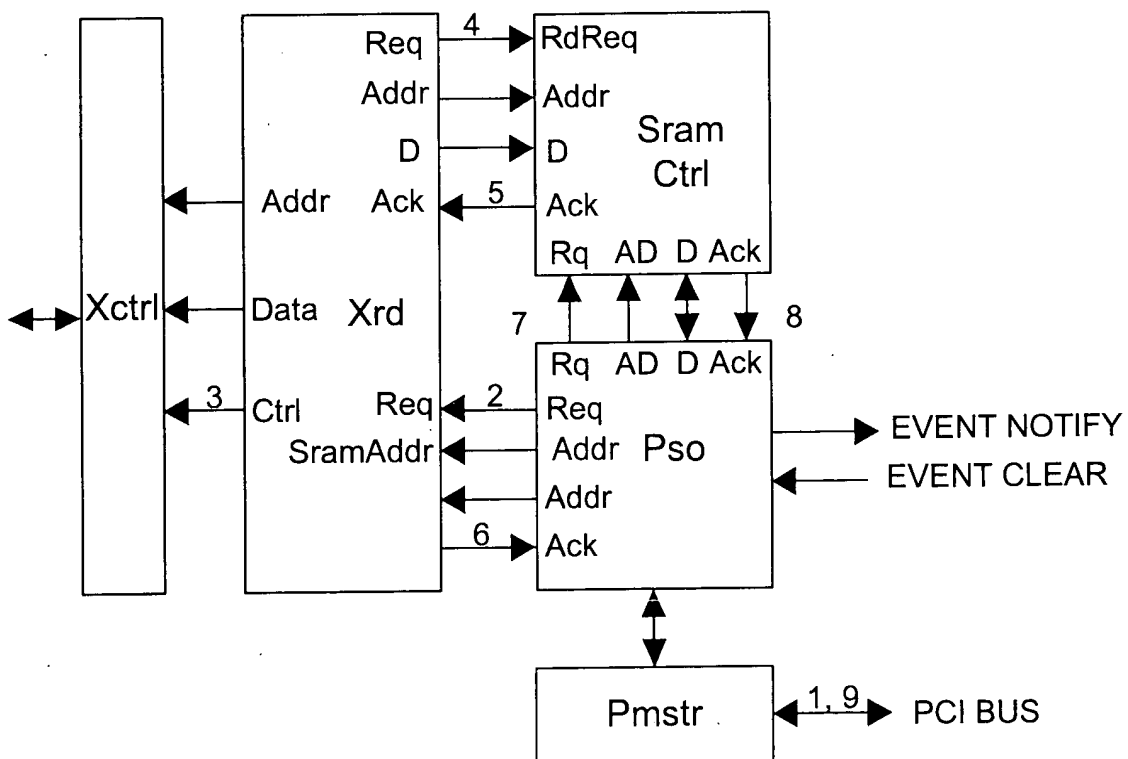 Req 4 RdReq
Addr Addr
D D
Sram
Ctrl
Addr Ack 5 Ack
Rq AD D Ack
Xctrl Data Xrd
7 8
Rq AD D Ack
3 Ctrl Req 2 Req
EVENT NOTIFY
SramAddr Addr Pso
EVENT CLEAR
Addr
6 Ack
Pmstr 1, 9 PCI BUS